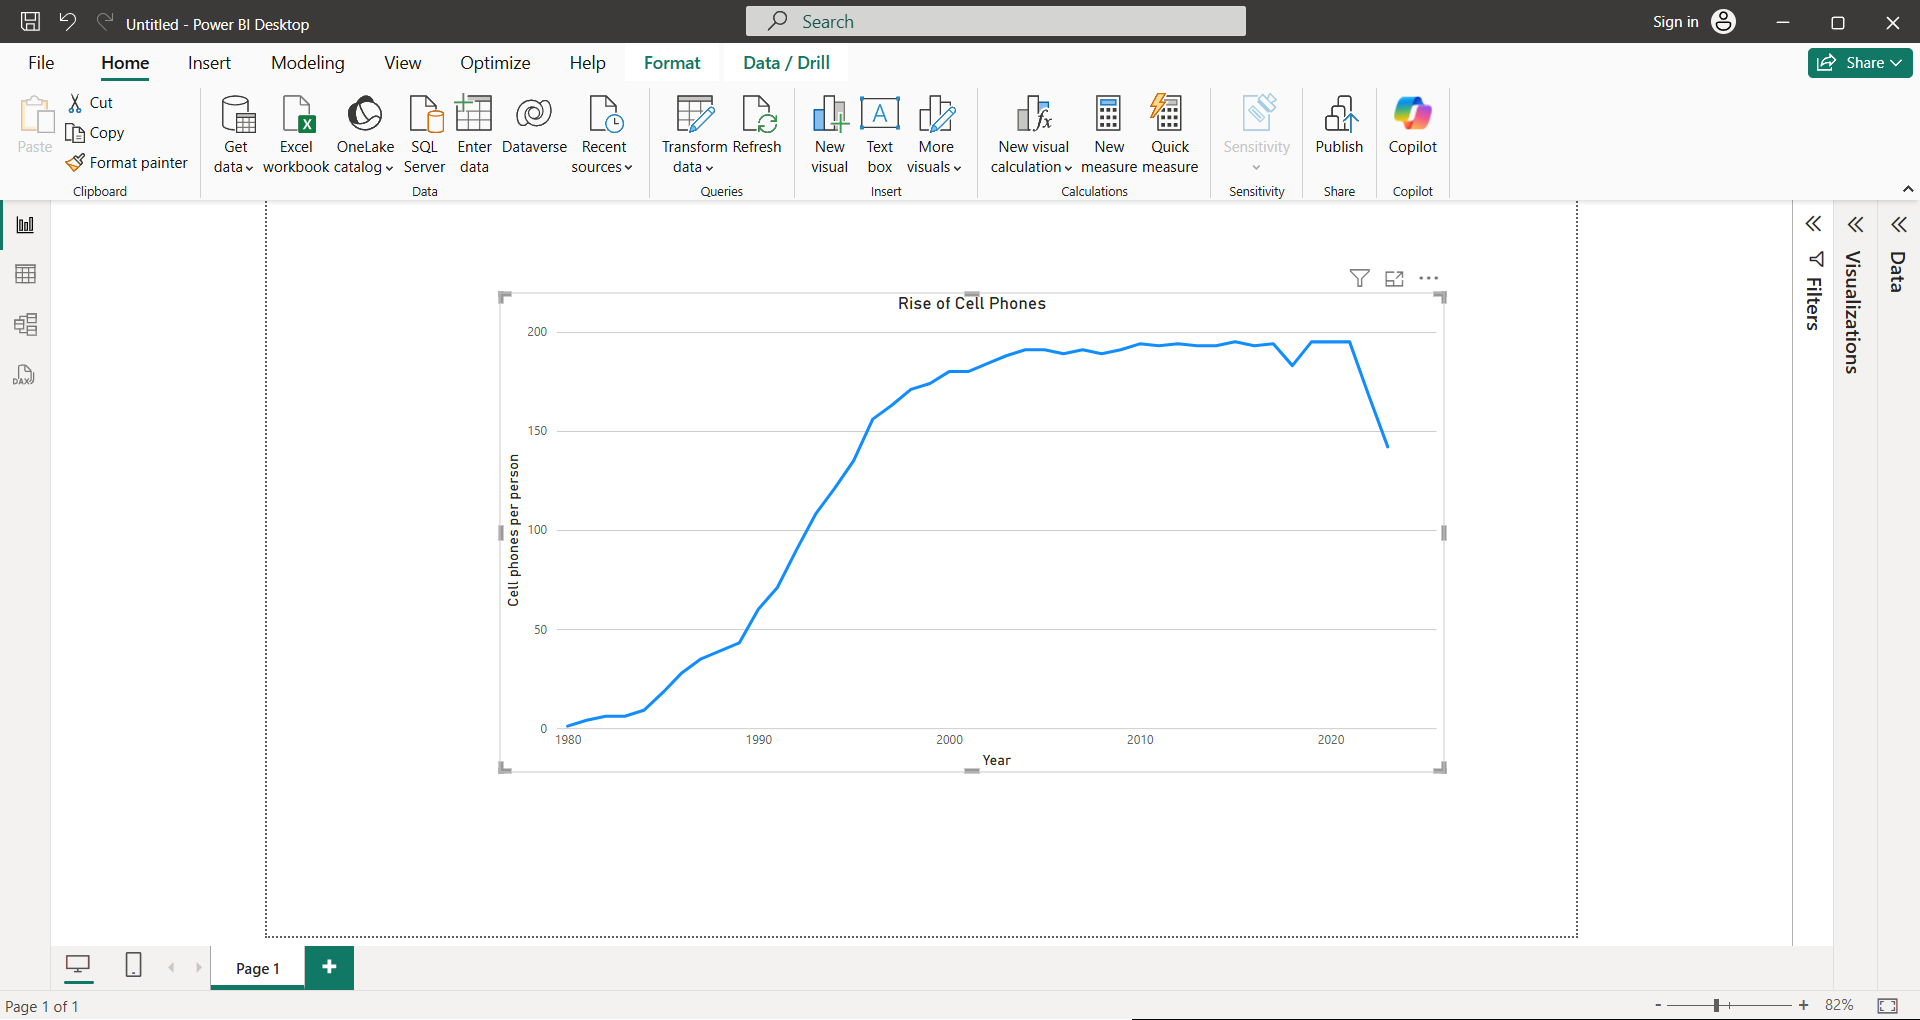 Untitled - Power BI Desktop
Search
Sign in
File Home Insert Modeling View Optimize Help Format Data / Drill
Share
Paste
Cut
Copy
Format painter
Clipboard
Get data
Excel workbook
OneLake catalog
SQL Server
Enter data
Dataverse
Recent sources
Data
Transform data
Refresh
Queries
New visual
A
Text box
More visuals
Insert
fx
New visual calculation
New measure
Quick measure
Calculations
Sensitivity
Sensitivity
Publish
Share
Copilot
Copilot
X
DAX
Rise of Cell Phones
Cell phones per person
200
150
100
50
0
1980 1990 2000 2010 2020
Year
Filters
Visualizations
Data
Page 1
+
Page 1 of 1
- + 82%